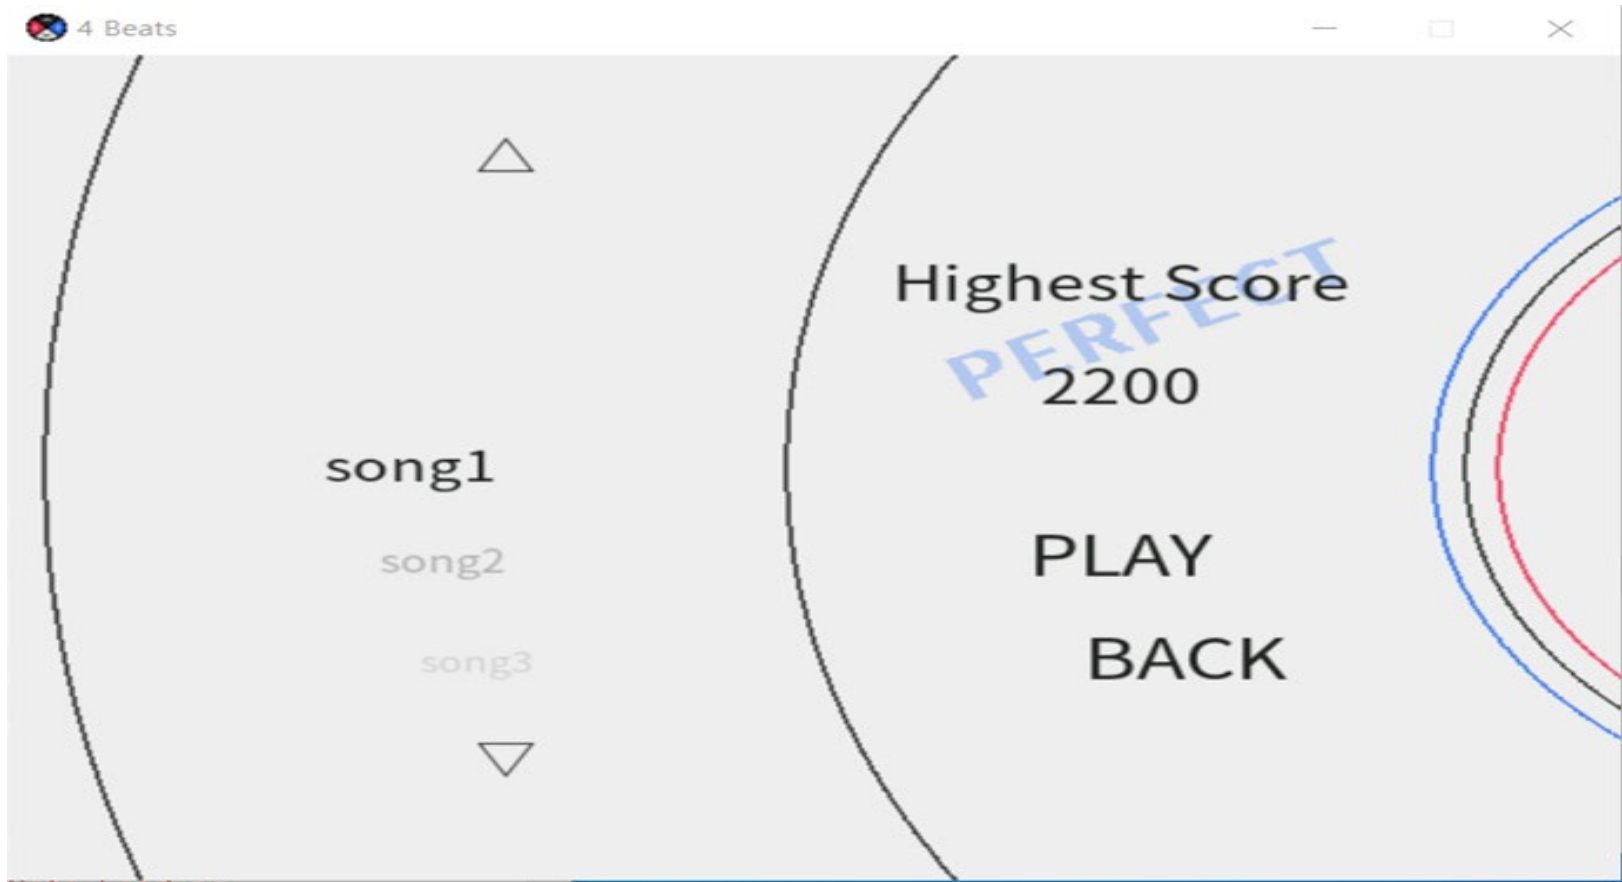 4 Beats
song1
song2
song3
Highest Score
PERFECT
2200
PLAY
BACK